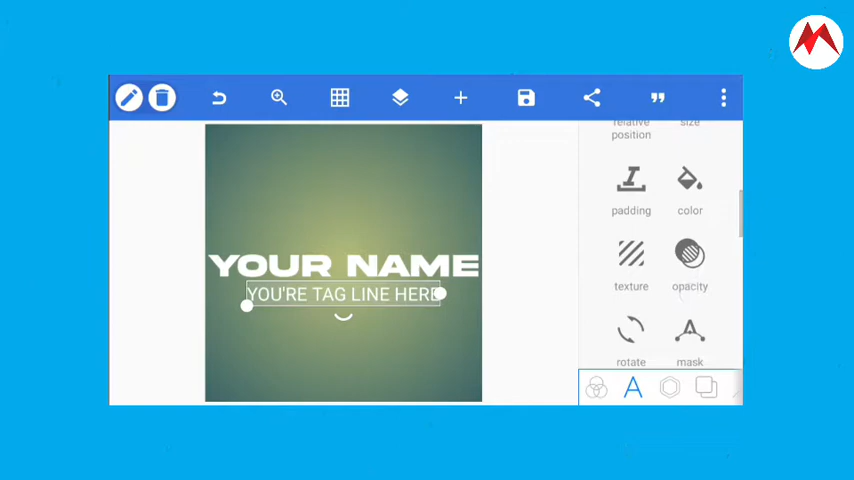 relative size
position
padding color
YOUR NAME
texture opacity
YOU'RE TAG LINE HERE
rotate mask